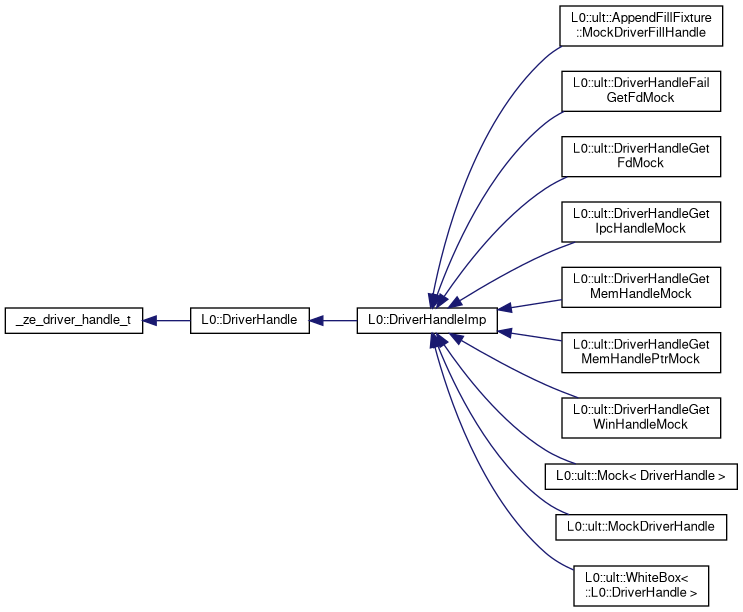 L0::ult::AppendFillFixture
::MockDriverFillHandle
L0::ult::DriverHandleFail
GetFdMock
L0::ult::DriverHandleGet
FdMock
L0::ult::DriverHandleGet
IpcHandleMock
L0::ult::DriverHandleGet
MemHandleMock
_ze_driver_handle_t
L0::DriverHandle
L0::DriverHandleImp
L0::ult::DriverHandleGet
MemHandlePtrMock
L0::ult::DriverHandleGet
WinHandleMock
L0::ult::Mock< DriverHandle >
L0::ult::MockDriverHandle
L0::ult::WhiteBox<
::L0::DriverHandle >